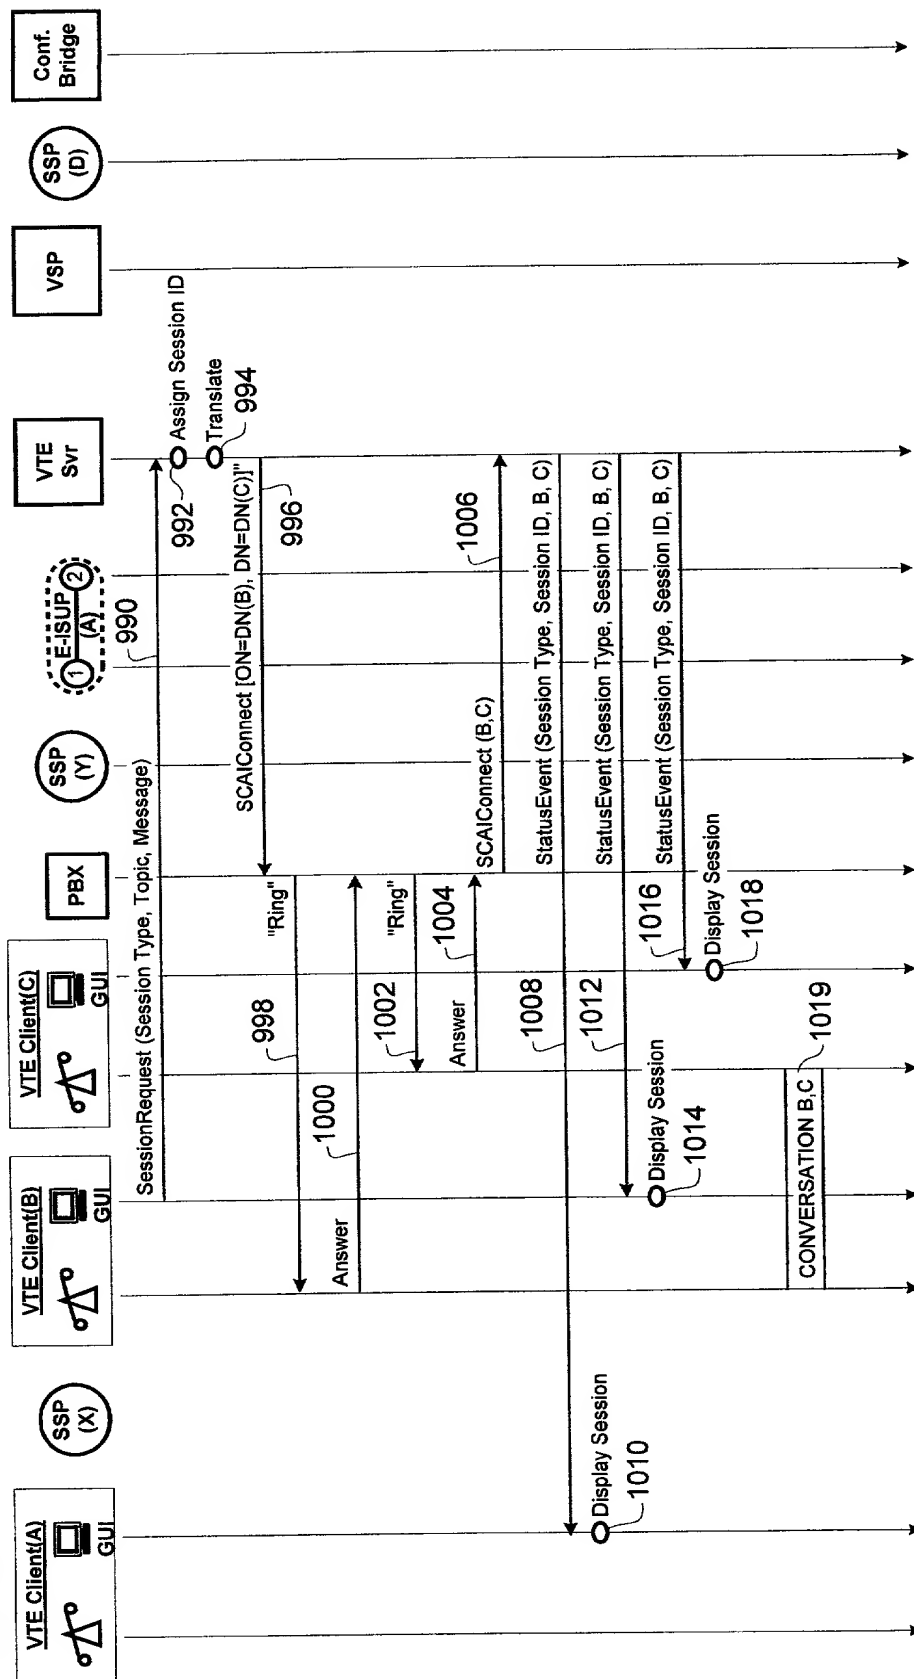 VTE Client(A)
GUI
SSP
(X)
VTE Client(B)
GUI
VTE Client(C)
GUI
PBX
SSP
(Y)
1
E-ISUP
(A)
2
VTE
Svr
VSP
SSP
(D)
Conf.
Bridge
SessionRequest (Session Type, Topic, Message)
990
992
Assign Session ID
Translate
994
SCAIConnect [ON=DN(B), DN=DN(C)]"
996
"Ring"
998
Answer
1000
"Ring"
1002
Answer
1004
SCAIConnect (B,C)
1006
StatusEvent (Session Type, Session ID, B, C)
1008
Display Session
1010
StatusEvent (Session Type, Session ID, B, C)
1012
Display Session
1014
StatusEvent (Session Type, Session ID, B, C)
1016
Display Session
1018
CONVERSATION B,C
1019